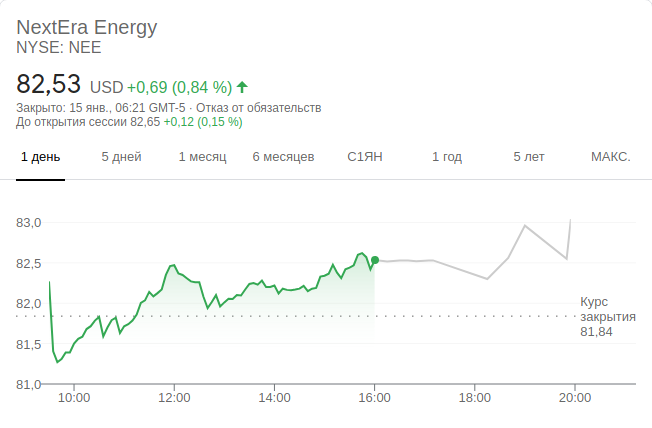 NextEra Energy
NYSE: NEE
82,53 USD +0,69 (0,84 %)
Закрыто: 15 янв., 06:21 GMT-5 · Отказ от обязательств
До открытия сессии 82,65 +0,12 (0,15 %)
1 день 5 дней 1 месяц 6 месяцев С1ЯН 1 год 5 лет МАКС.
83,0
82,5
82,0
81,5
81,0
Курс
закрытия
81,84
10:00 12:00 14:00 16:00 18:00 20:00